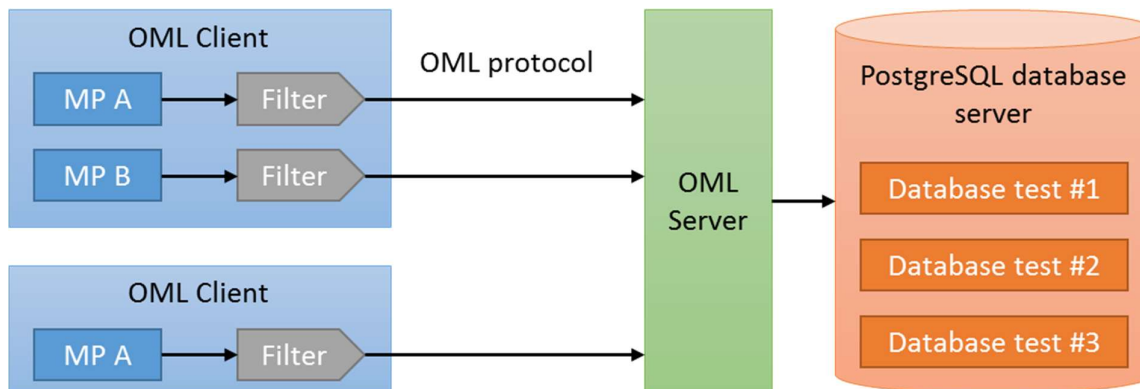 OML Client
MP A
Filter
MP B
Filter
OML protocol
OML Client
MP A
Filter
OML
Server
PostgreSQL database
server
Database test #1
Database test #2
Database test #3